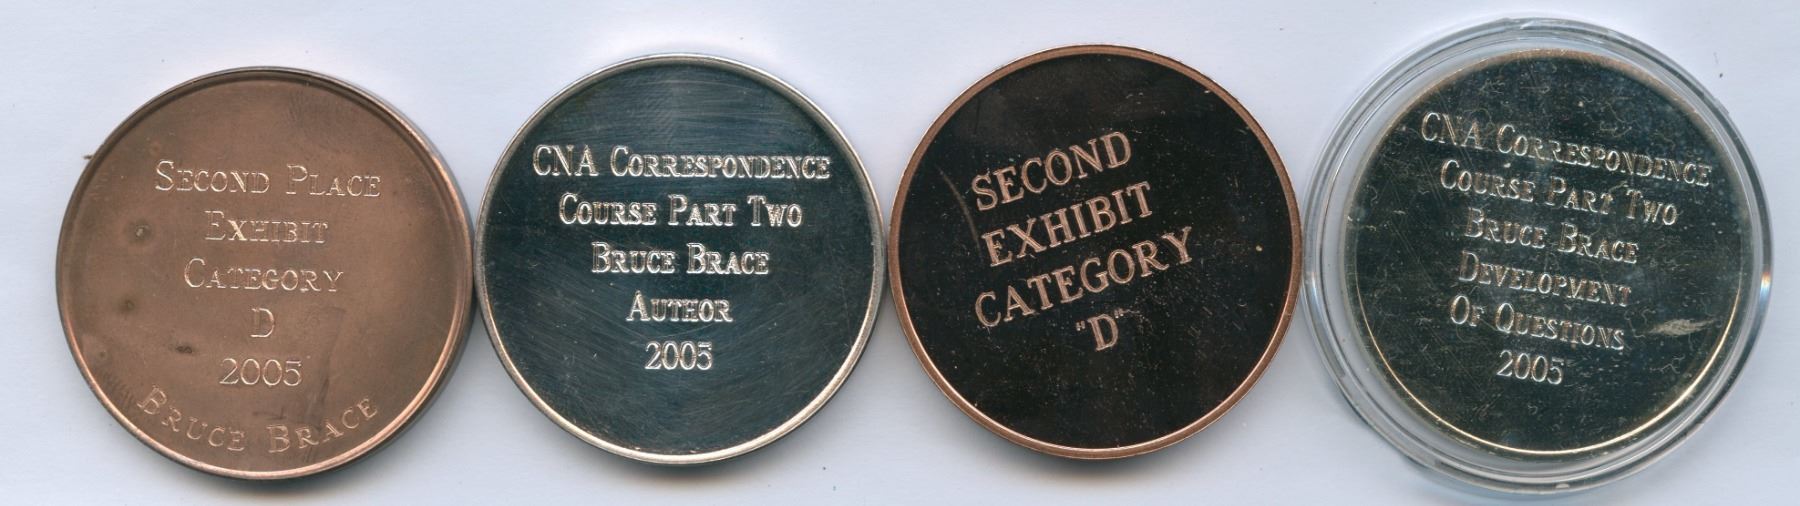 SECOND PLACE
EXHIBIT
CATEGORY
D
2005
BRUCE BRACE
CNA CORRESPONDENCE
COURSE PART TWO
BRUCE BRACE
AUTHOR
2005
SECOND
EXHIBIT
CATEGORY
"D"
CNA CORRESPONDENCE
COURSE PART TWO
BRUCE BRACE
DEVELOPMENT
OF QUESTIONS
2005